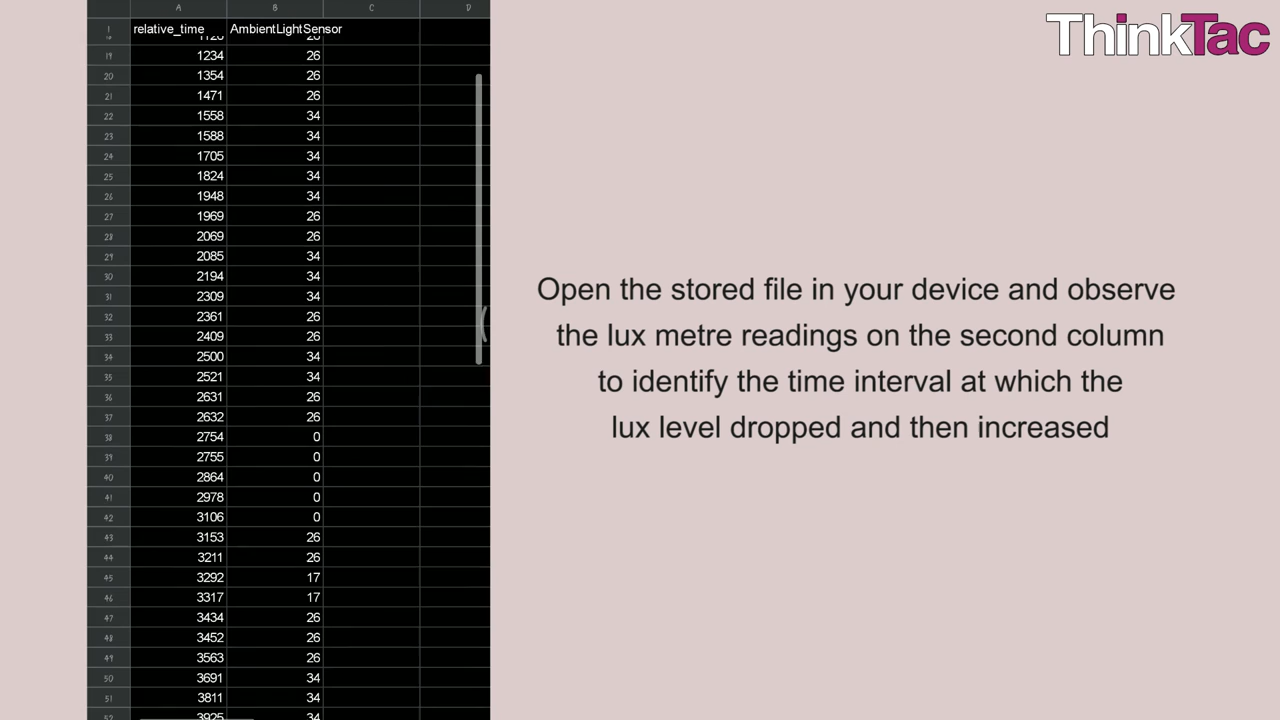 ThinkTac
A B C D
1 relative_time AmbientLightSensor
19 1234 26
20 1354 26
21 1471 26
22 1558 34
23 1588 34
24 1705 34
25 1824 34
26 1948 34
27 1969 26
28 2069 26
29 2085 34
30 2194 34
31 2309 34
32 2361 26
33 2409 26
34 2500 34
35 2521 34
36 2631 26
37 2632 26
38 2754 0
39 2755 0
40 2864 0
41 2978 0
42 3106 0
43 3153 26
44 3211 26
45 3292 17
46 3317 17
47 3434 26
48 3452 26
49 3563 26
50 3691 34
51 3811 34
52 3925 34
Open the stored file in your device and observe
the lux metre readings on the second column
to identify the time interval at which the
lux level dropped and then increased